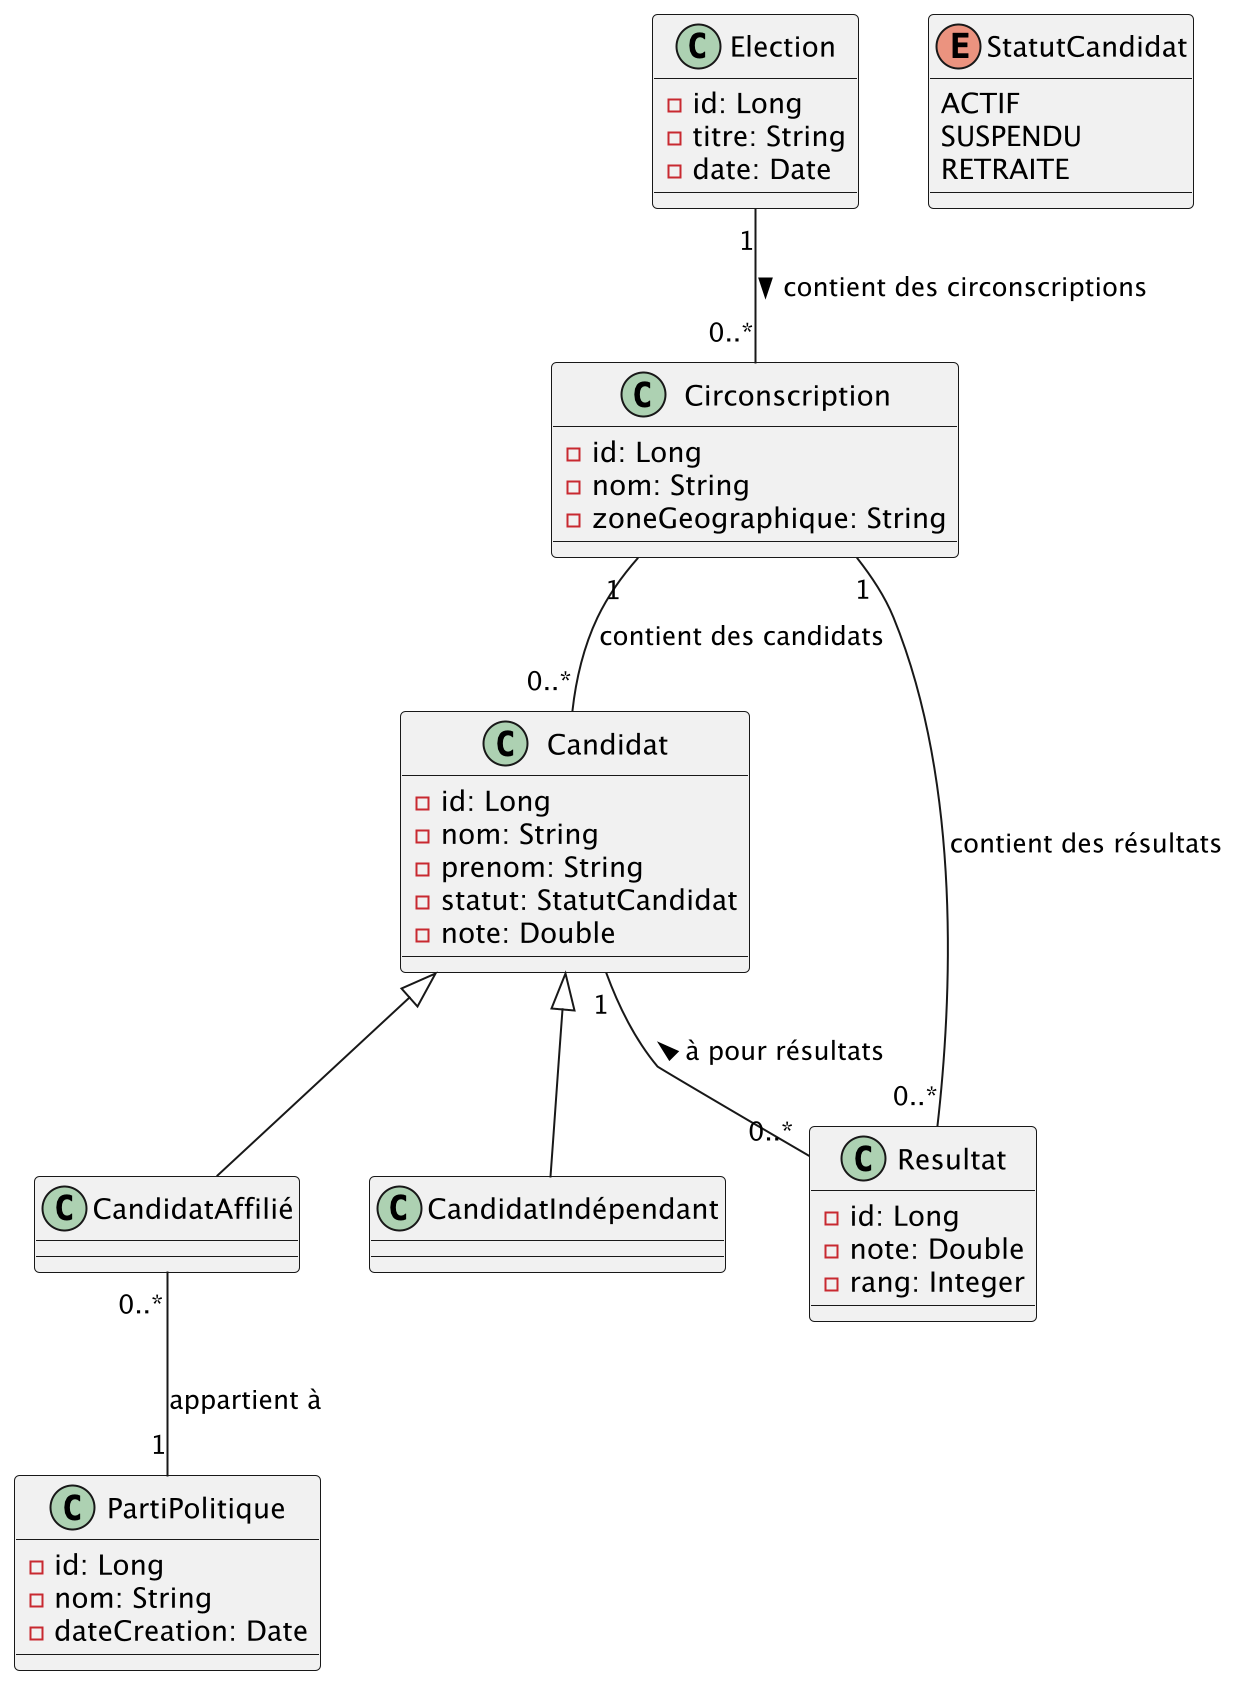 C Election
id: Long
titre: String
date: Date
E StatutCandidat
ACTIF
SUSPENDU
RETRAITE
1
contient des circonscriptions
0..*
C Circonscription
id: Long
nom: String
zoneGeographique: String
1
1
contient des candidats
0..*
C Candidat
id: Long
nom: String
prenom: String
statut: StatutCandidat
note: Double
contient des résultats
1
à pour résultats
0..*
0..*
C CandidatAffilié
C CandidatIndépendant
C Resultat
id: Long
note: Double
rang: Integer
0..*
appartient à
1
C PartiPolitique
id: Long
nom: String
dateCreation: Date